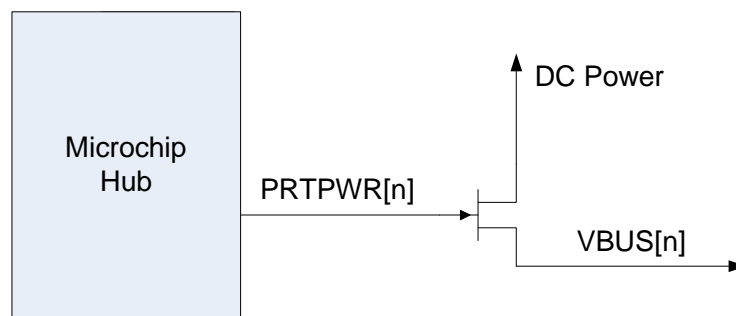 Microchip
Hub
PRTPWR[n]
DC Power
VBUS[n]